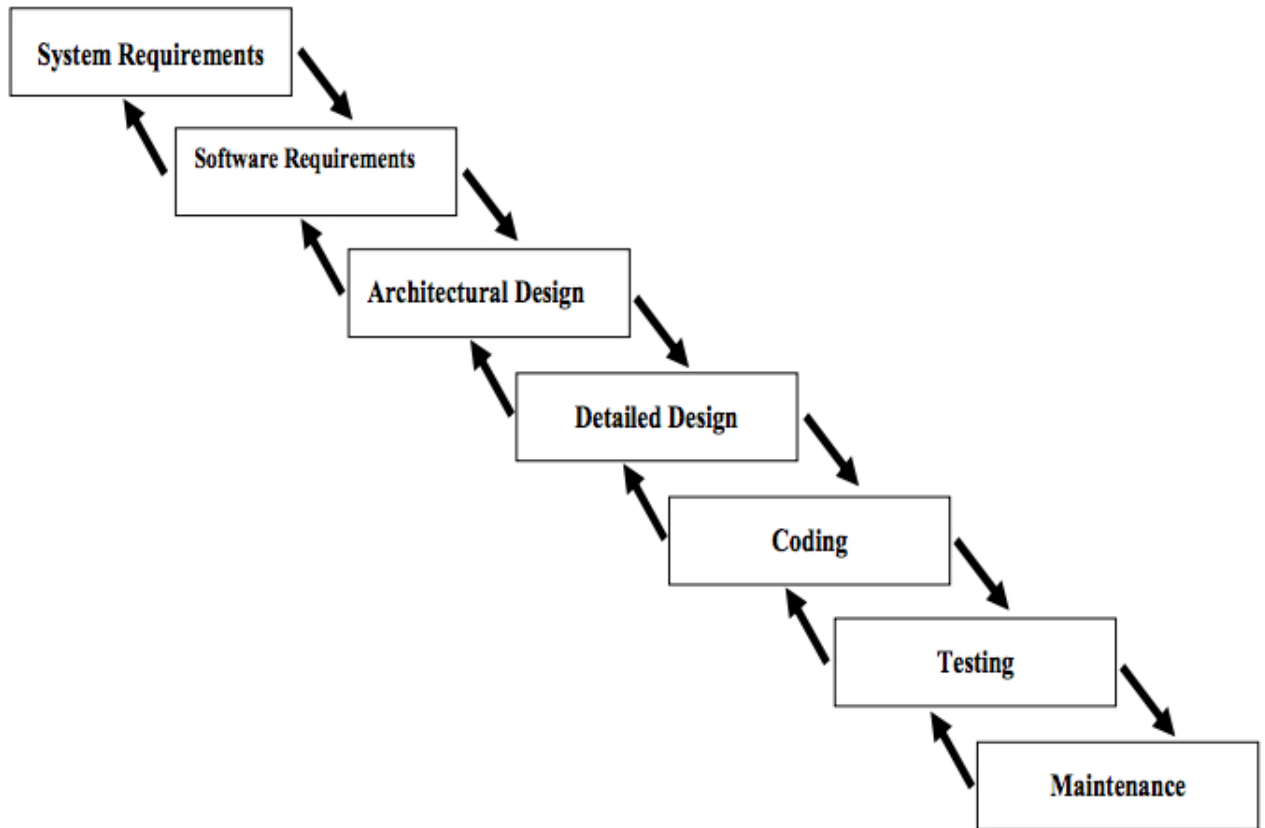 System Requirements
Software Requirements
Architectural Design
Detailed Design
Coding
Testing
Maintenance